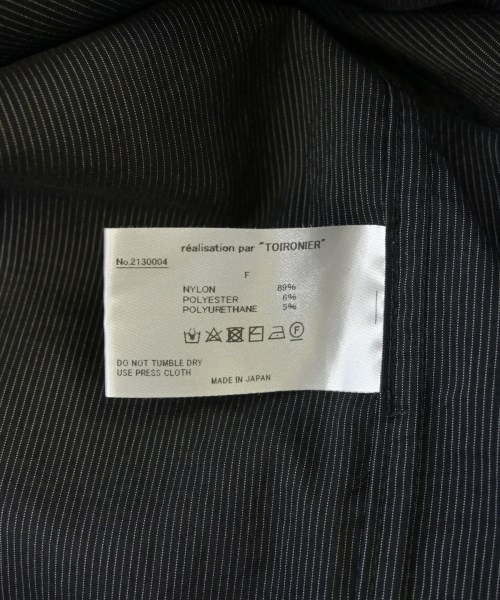 réalisation par "TOIRONIER"
No.2130004
F
NYLON 89%
POLYESTER 6%
POLYURETHANE 5%
F
DO NOT TUMBLE DRY
USE PRESS CLOTH
MADE IN JAPAN